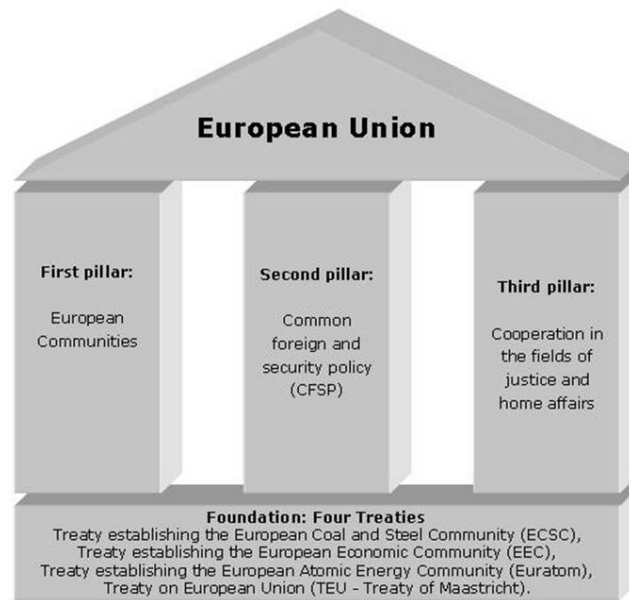 European Union
First pillar:
European
Communities
Second pillar:
Common
foreign and
security policy
(CFSP)
Third pillar:
Cooperation in
the fields of
justice and
home affairs
Foundation: Four Treaties
Treaty establishing the European Coal and Steel Community (ECSC),
Treaty establishing the European Economic Community (EEC),
Treaty establishing the European Atomic Energy Community (Euratom),
Treaty on European Union (TEU - Treaty of Maastricht).